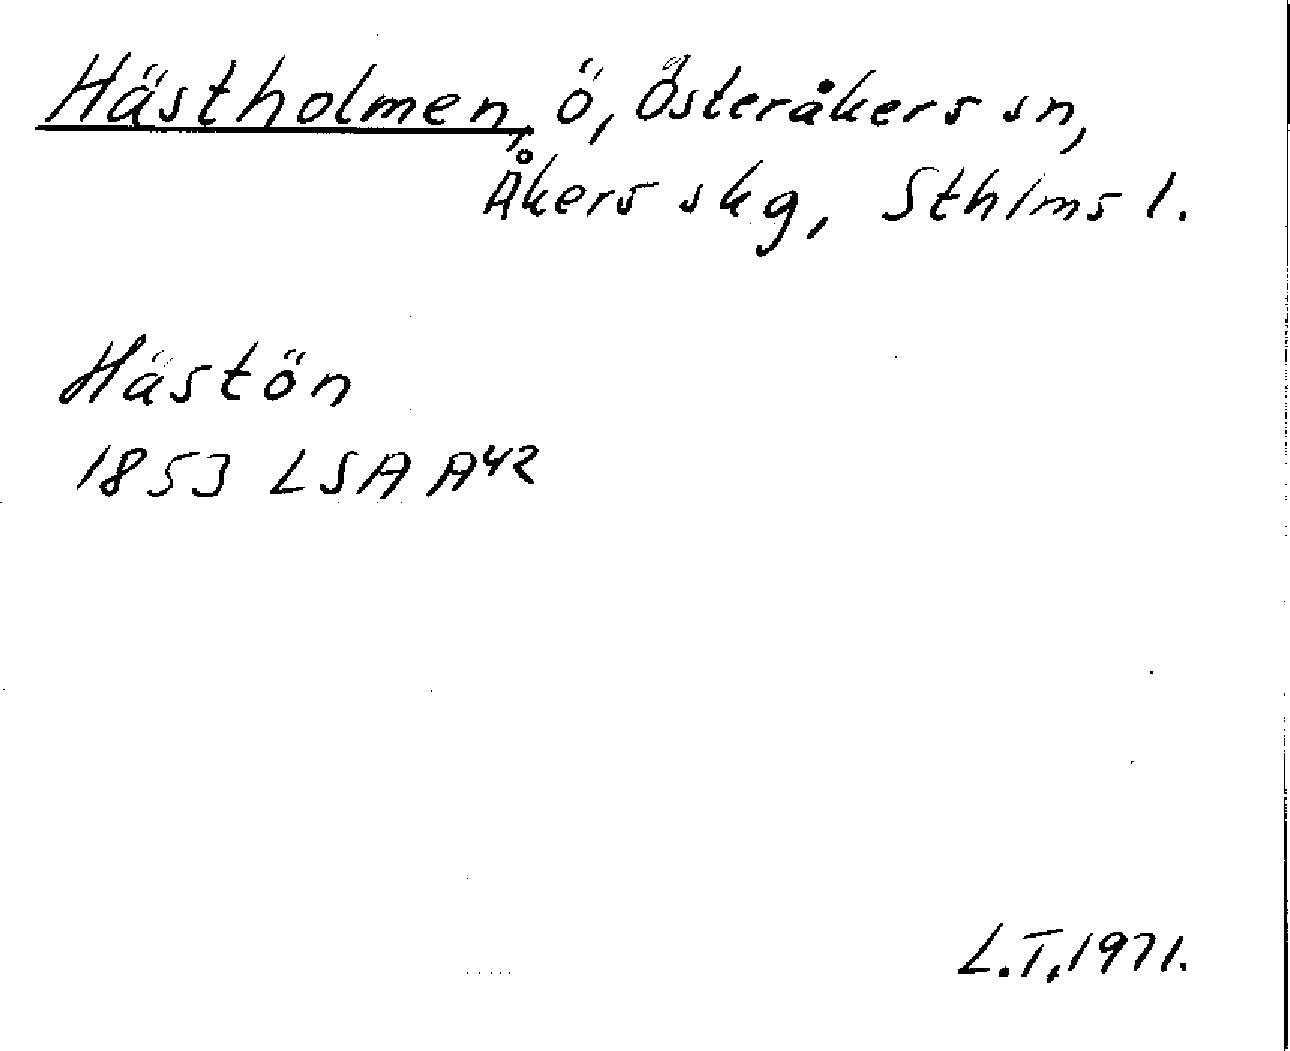 Hästholmen, ö, Österåkers sn,
Åkers skg, Sthlms l.
Hästön
1853 LSA A42
L.T. 1971.